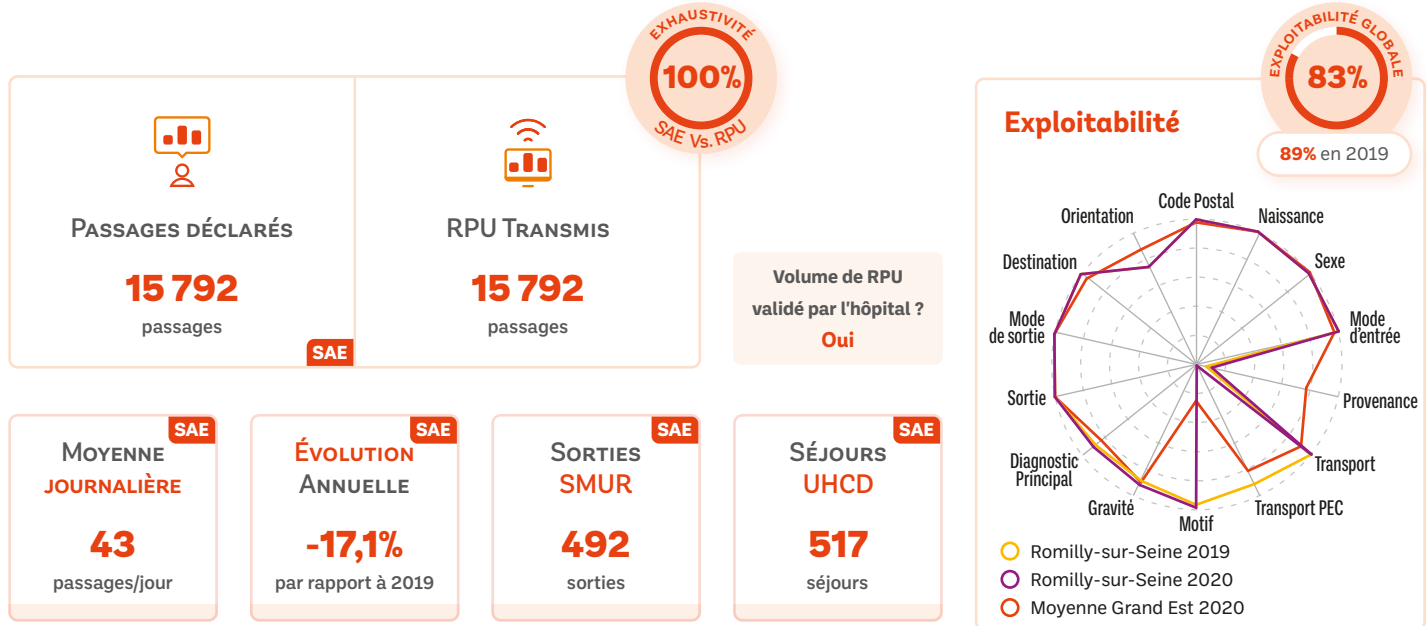 EXHAUSTIVITÉ
100%
SAE Vs. RPU
PASSAGES DÉCLARÉS
15 792
passages
SAE
RPU TRANSMIS
15 792
passages
Volume de RPU
validé par l'hôpital ?
Oui
SAE
MOYENNE
JOURNALIÈRE
43
passages/jour
SAE
ÉVOLUTION
ANNUELLE
-17,1%
par rapport à 2019
SAE
SORTIES
SMUR
492
sorties
SAE
SÉJOURS
UHCD
517
séjours
EXPLOITABILITÉ GLOBALE
83%
89% en 2019
Exploitabilité
Code Postal
Naissance
Sexe
Mode
d'entrée
Provenance
Transport
Transport PEC
Motif
Gravité
Diagnostic
Principal
Sortie
Mode
de sortie
Destination
Orientation
Romilly-sur-Seine 2019
Romilly-sur-Seine 2020
Moyenne Grand Est 2020